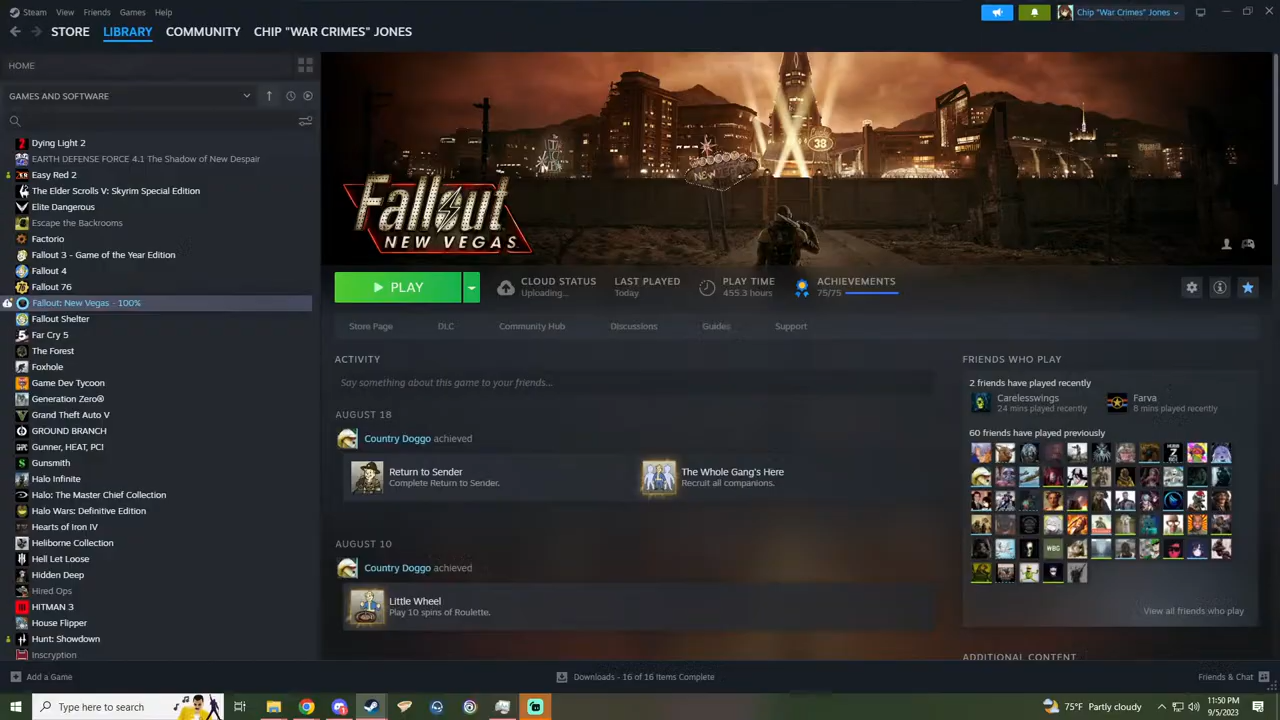 Steam View Friends Games Help
Chip "War Crimes" Jones
STORE LIBRARY COMMUNITY CHIP "WAR CRIMES" JONES
HOME
GAMES AND SOFTWARE
Dying Light 2
EARTH DEFENSE FORCE 4.1 The Shadow of New Despair
Easy Red 2
The Elder Scrolls V: Skyrim Special Edition
Elite Dangerous
Escape the Backrooms
Factorio
Fallout 3 - Game of the Year Edition
Fallout 4
Fallout 76
Fallout: New Vegas - 100%
Fallout Shelter
Far Cry 5
The Forest
Foxhole
Game Dev Tycoon
Generation Zero®
Grand Theft Auto V
GROUND BRANCH
Gunner, HEAT, PC!
Gunsmith
Halo Infinite
Halo: The Master Chief Collection
Halo Wars: Definitive Edition
Hearts of Iron IV
Heliborne Collection
Hell Let Loose
Hidden Deep
Hired Ops
HITMAN 3
House Flipper
Hunt: Showdown
Inscryption
38
NEW VEGAS
Fallout
NEW VEGAS
PLAY
CLOUD STATUS
Uploading...
LAST PLAYED
Today
PLAY TIME
455.3 hours
ACHIEVEMENTS
75/75
Store Page DLC Community Hub Discussions Guides Support
ACTIVITY
Say something about this game to your friends...
AUGUST 18
Country Doggo achieved
Return to Sender
Complete Return to Sender.
The Whole Gang's Here
Recruit all companions.
AUGUST 10
Country Doggo achieved
Little Wheel
Play 10 spins of Roulette.
FRIENDS WHO PLAY
2 friends have played recently
Carelesswings
24 mins played recently
Farva
8 mins played recently
60 friends have played previously
WBG
View all friends who play
ADDITIONAL CONTENT
Add a Game
Downloads - 16 of 16 Items Complete
Friends & Chat
Type here to search
75°F Partly cloudy
11:50 PM
9/5/2023